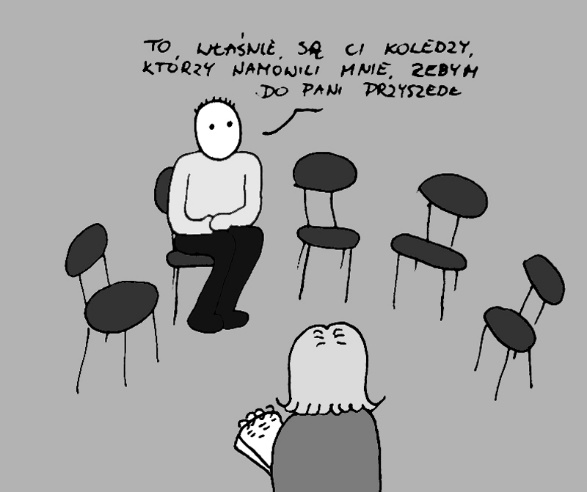 TO WŁAŚNIE SĄ CI KOLEDZY,
KTÓRZY NAMÓWILI MNIE, ŻEBYM
DO PANI PRZYSZEDŁ